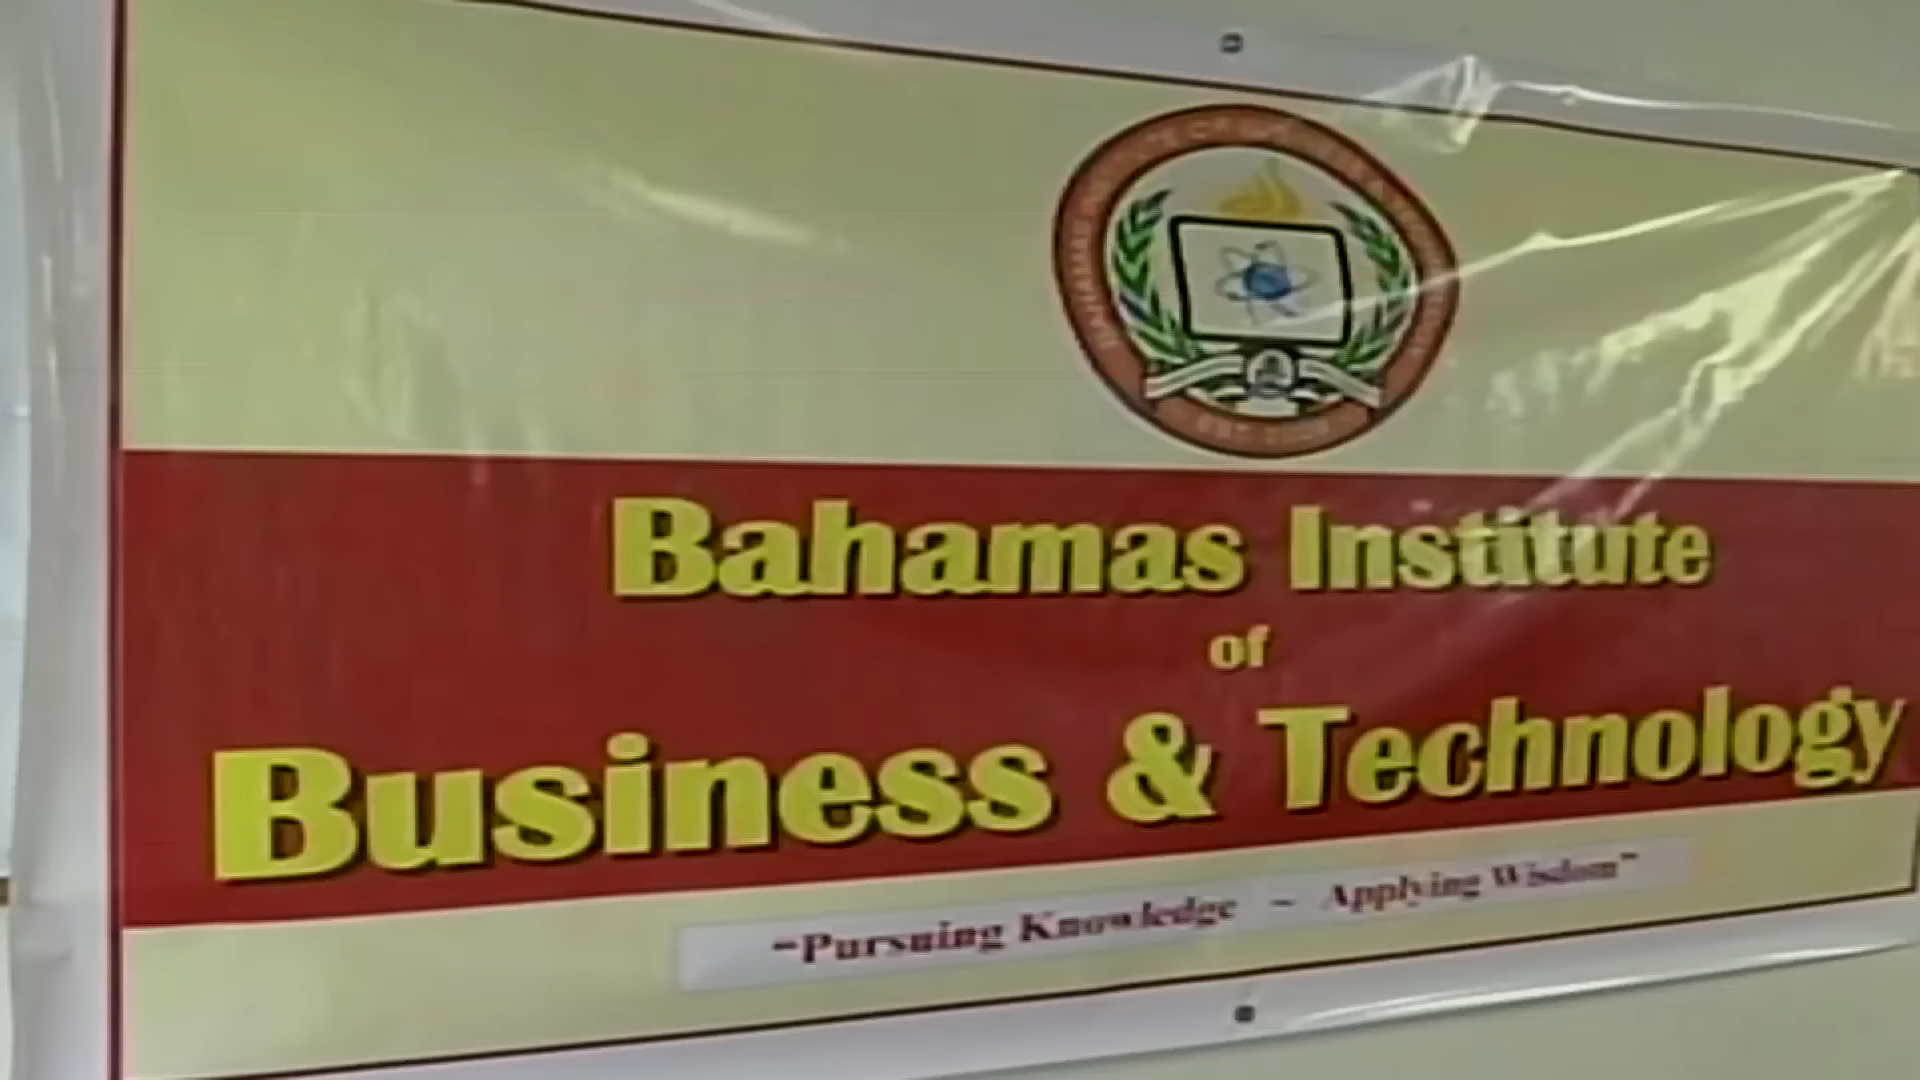 Bahamas Institute
of
Business & Technology
"Pursuing Knowledge ~ Applying Wisdom"